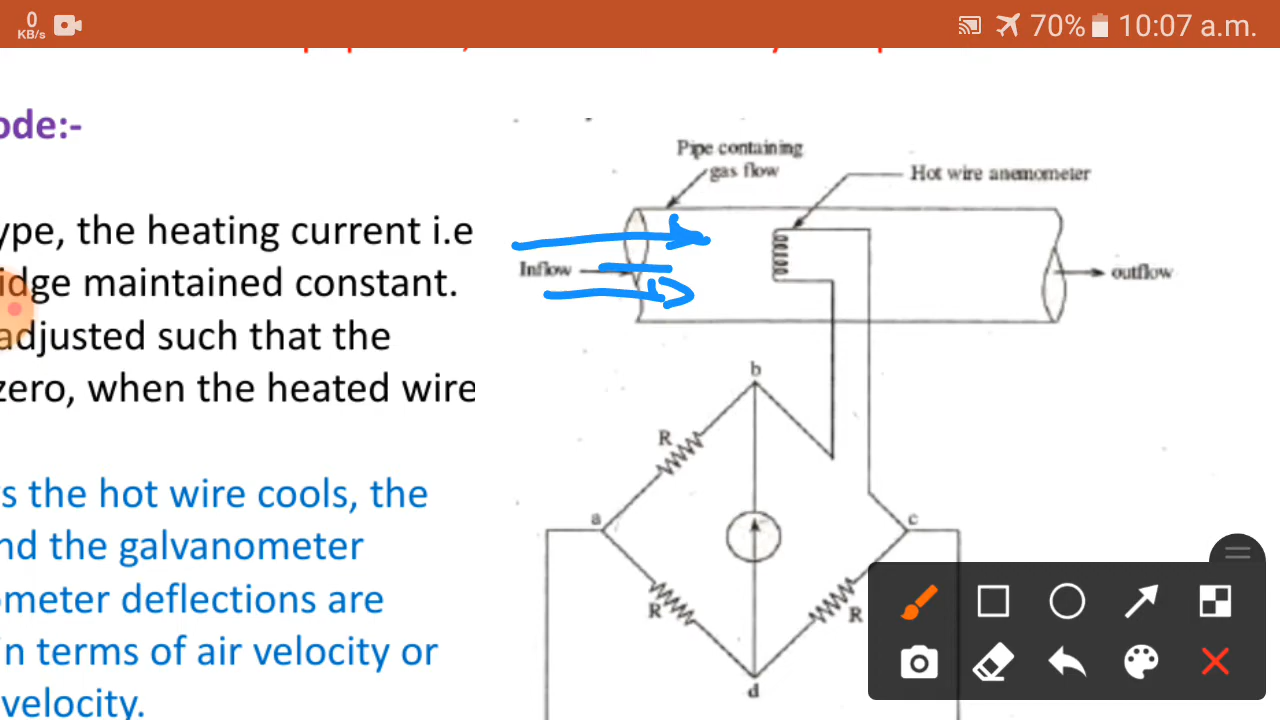 0
KB/s
70%
10:07 a.m.
ode:-
ype, the heating current i.e
idge maintained constant.
adjusted such that the
zero, when the heated wire
s the hot wire cools, the
nd the galvanometer
ometer deflections are
in terms of air velocity or
velocity.
Pipe containing
gas flow
Hot wire anemometer
Inflow
outflow
b
R
a
c
R
R
d